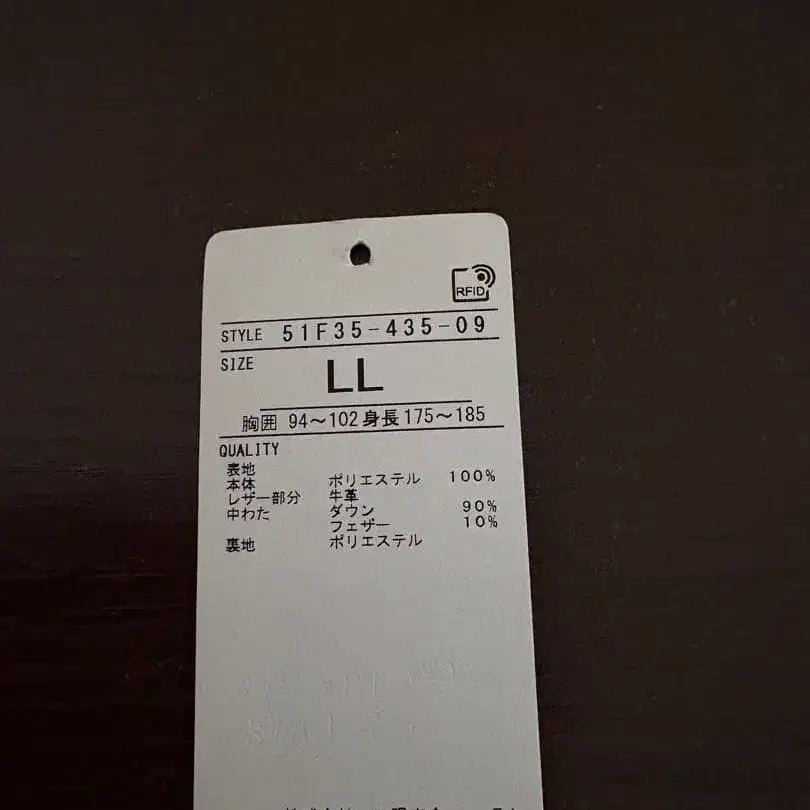 RFID
STYLE 51F35-435-09
SIZE
LL
胸囲 94～102 身長 175～185
QUALITY
表地
本体 ポリエステル 100%
レザー部分 牛革
中わた ダウン 90%
フェザー 10%
裏地 ポリエステル